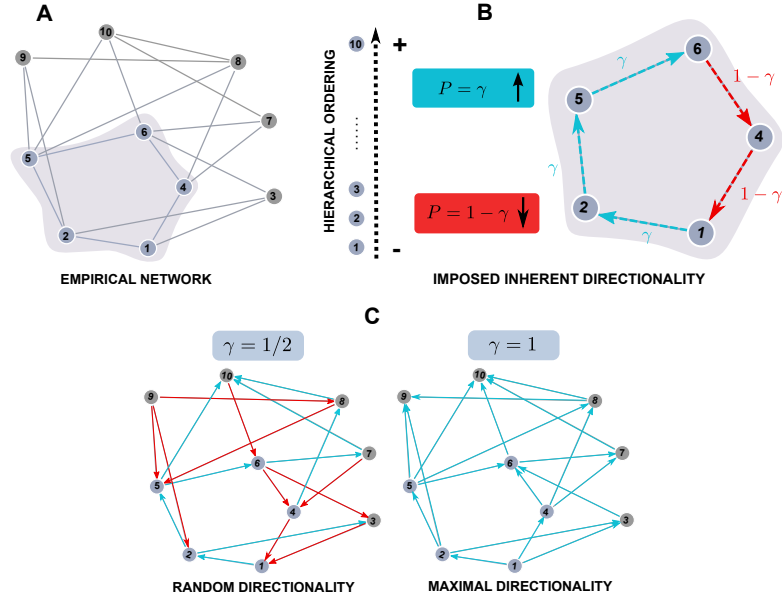 A
10
9
8
7
6
5
4
3
2
1
EMPIRICAL NETWORK
HIERARCHICAL ORDERING
10
......
3
2
1
+
-
B
P = γ
P = 1 − γ
6
5
4
2
1
γ
1 − γ
γ
1 − γ
γ
IMPOSED INHERENT DIRECTIONALITY
C
γ = 1/2
10
9
8
7
6
5
4
3
2
1
RANDOM DIRECTIONALITY
γ = 1
10
9
8
7
6
5
4
3
2
1
MAXIMAL DIRECTIONALITY